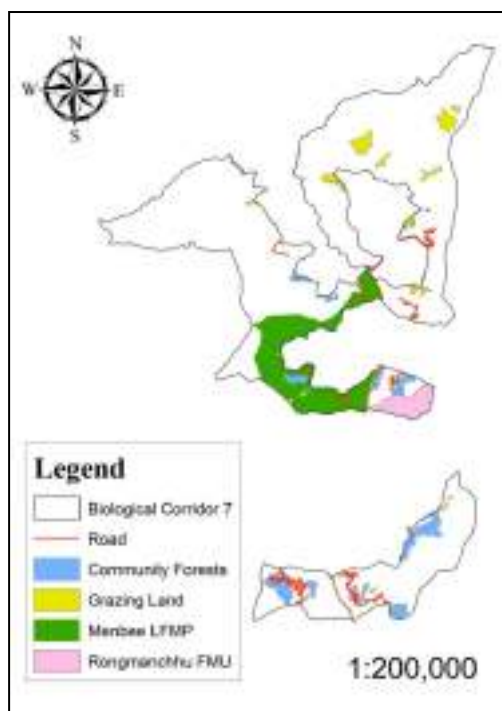 N
W E
S
Legend
Biological Corridor 7
Road
Community Forests
Grazing Land
Menbee LFMP
Rongmanchhu FMU
1:200,000